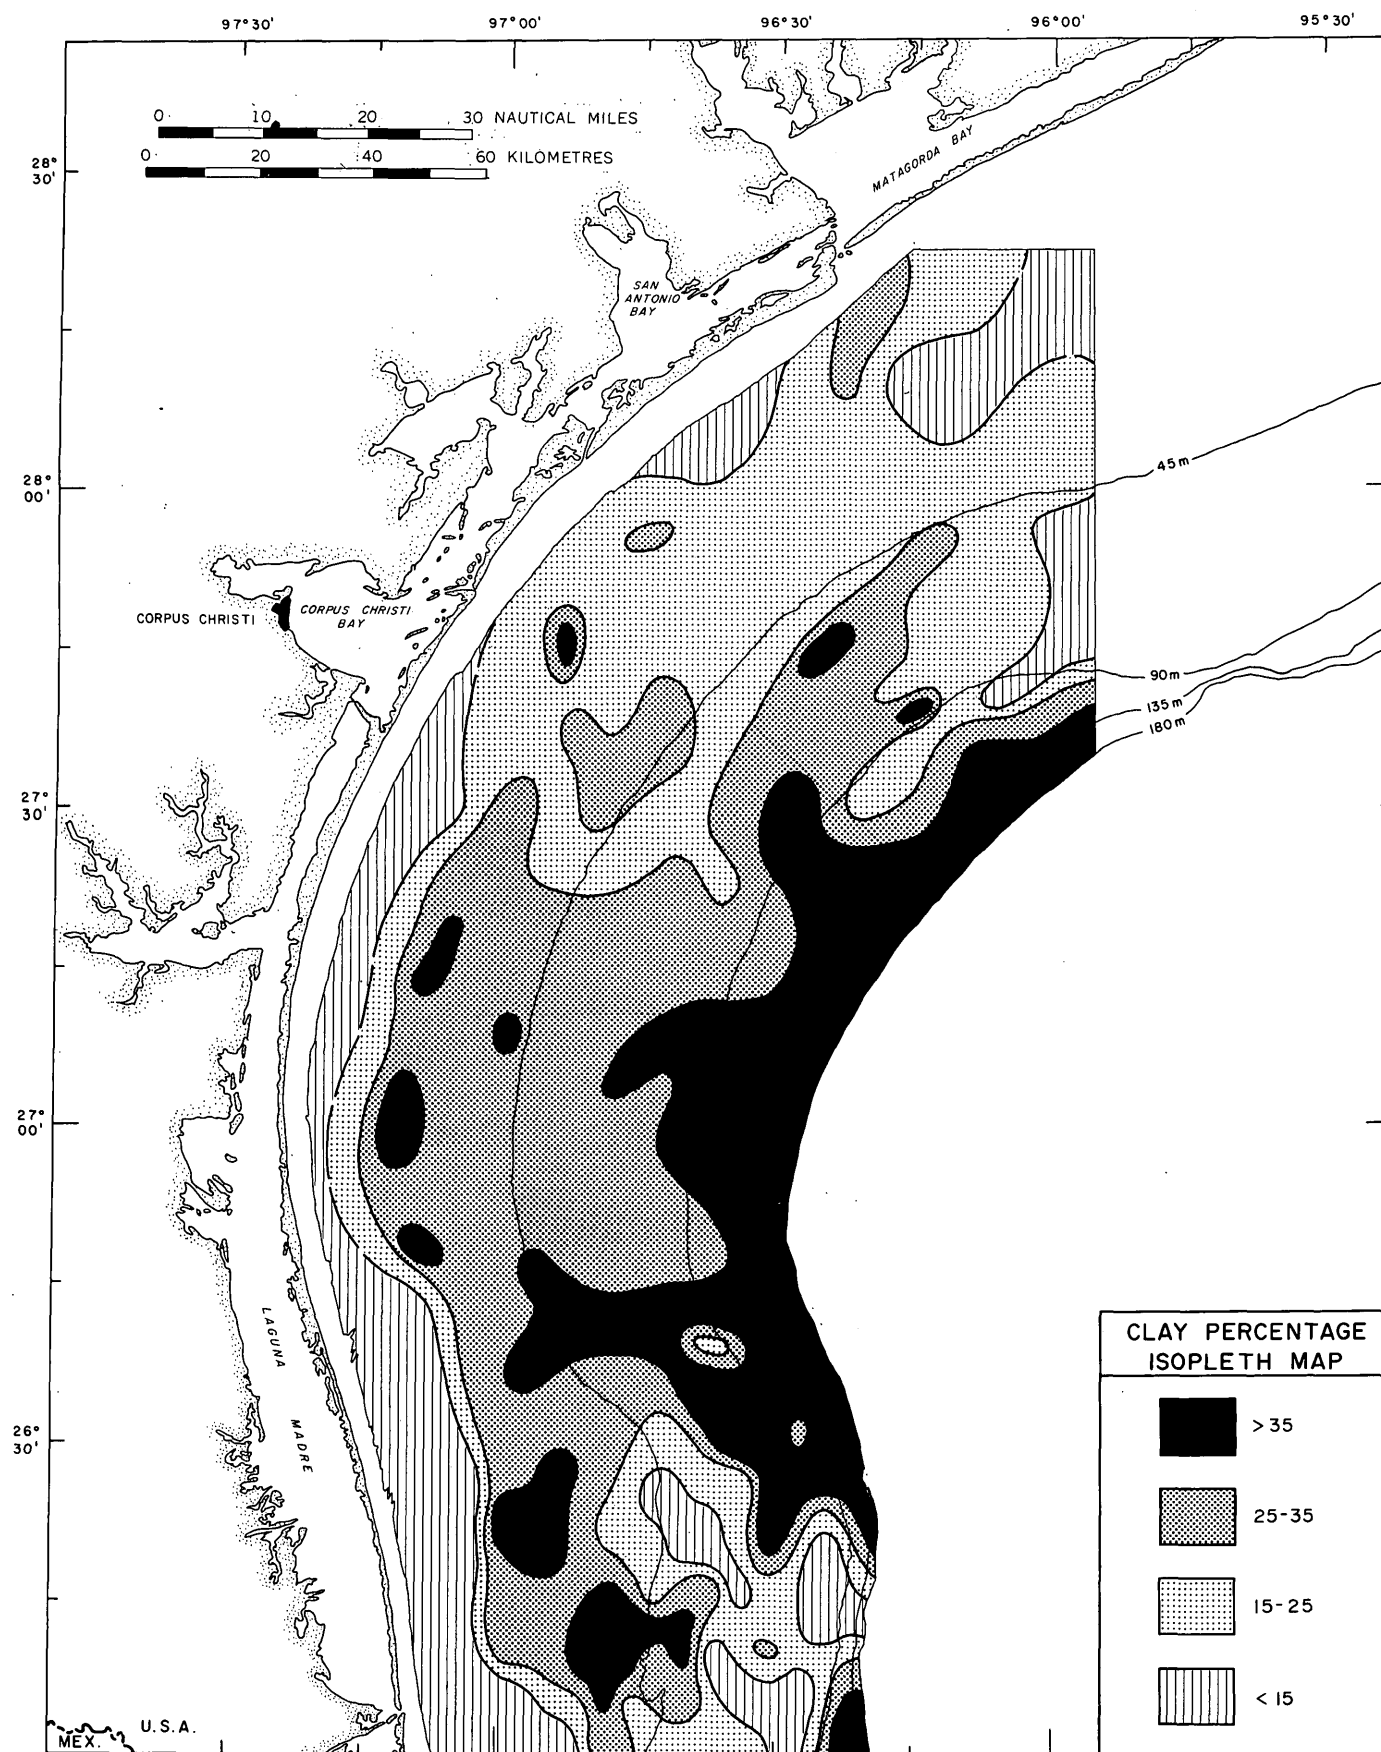 97°30' 97°00' 96°30' 96°00' 95°30'
0 10 20 30 NAUTICAL MILES
0 20 40 60 KILOMETRES
28°
30'
MATAGORDA BAY
SAN
ANTONIO
BAY
45m
28°
00'
CORPUS CHRISTI
CORPUS CHRISTI
BAY
90m
135m
180m
27°
30'
27°
00'
LAGUNA
MADRE
26°
30'
CLAY PERCENTAGE
ISOPLETH MAP
>35
25-35
15-25
<15
U.S.A.
MEX.